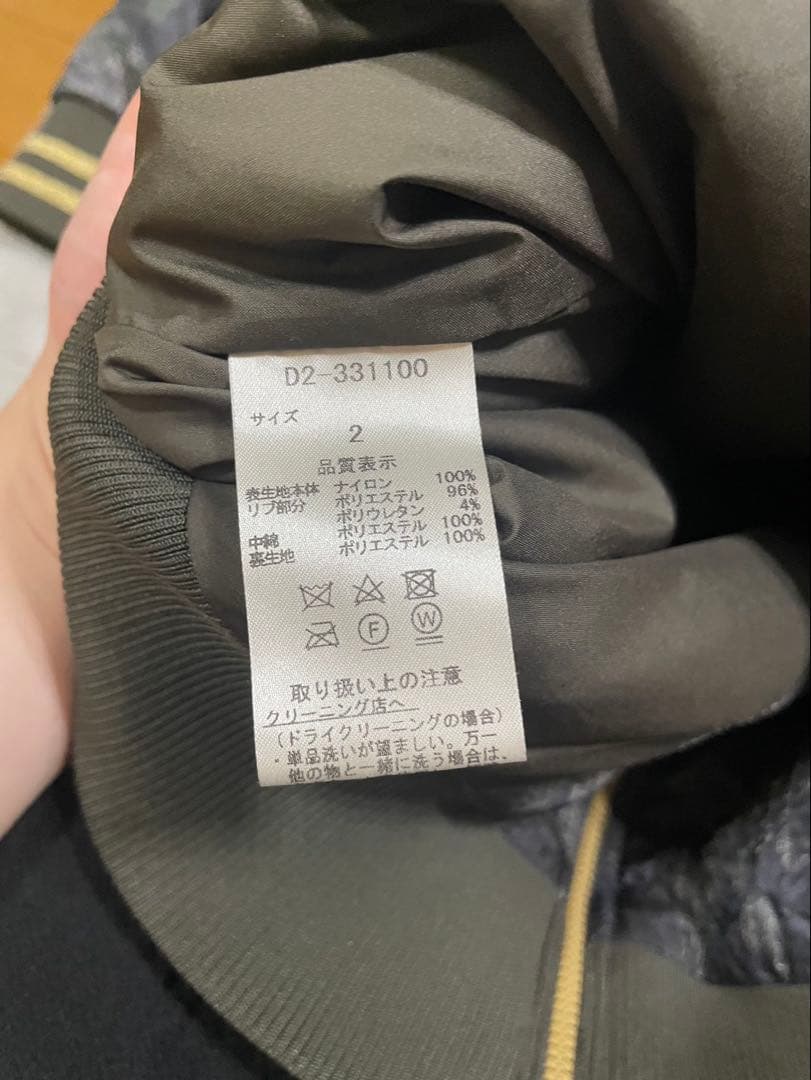 D2-331100
サイズ
2
品質表示
表生地本体 ナイロン 100%
リブ部分 ポリエステル 96%
ポリウレタン 4%
中綿 ポリエステル 100%
裏生地 ポリエステル 100%
F W
取り扱い上の注意
クリーニング店へ
(ドライクリーニングの場合)
・単品洗いが望ましい。万一
他の物と一緒に洗う場合は、